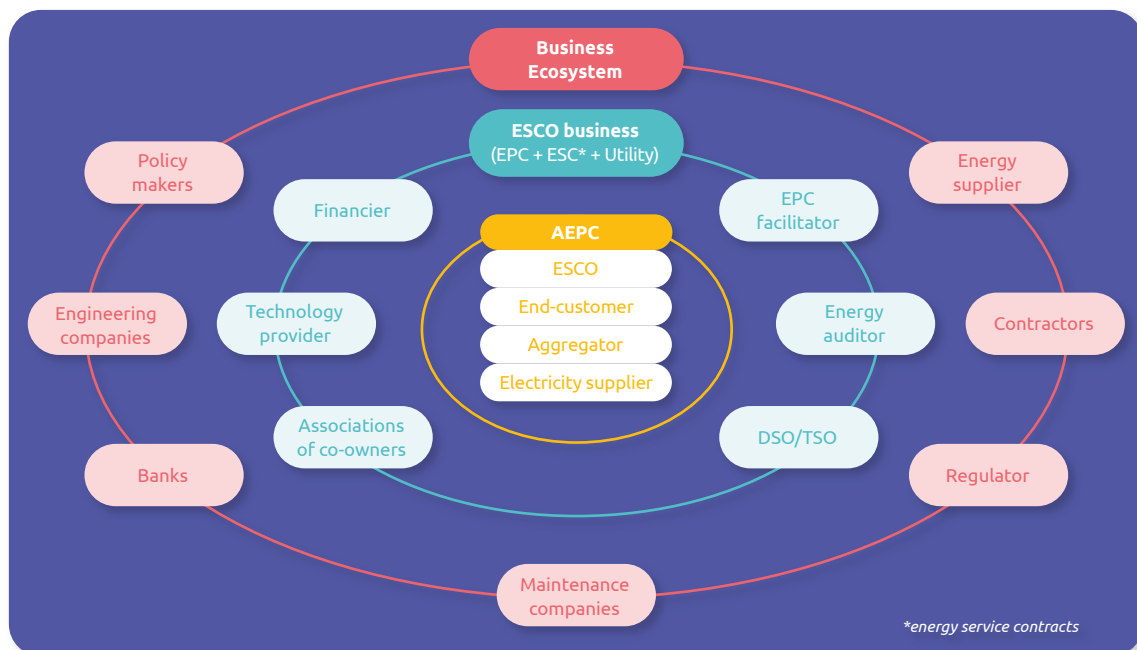 Business
Ecosystem
ESCO business
(EPC + ESC* + Utility)
Policy
makers
Energy
supplier
Financier
EPC
facilitator
AEPC
ESCO
End-customer
Aggregator
Electricity supplier
Engineering
companies
Technology
provider
Energy
auditor
Contractors
Associations
of co-owners
DSO/TSO
Banks
Regulator
Maintenance
companies
*energy service contracts